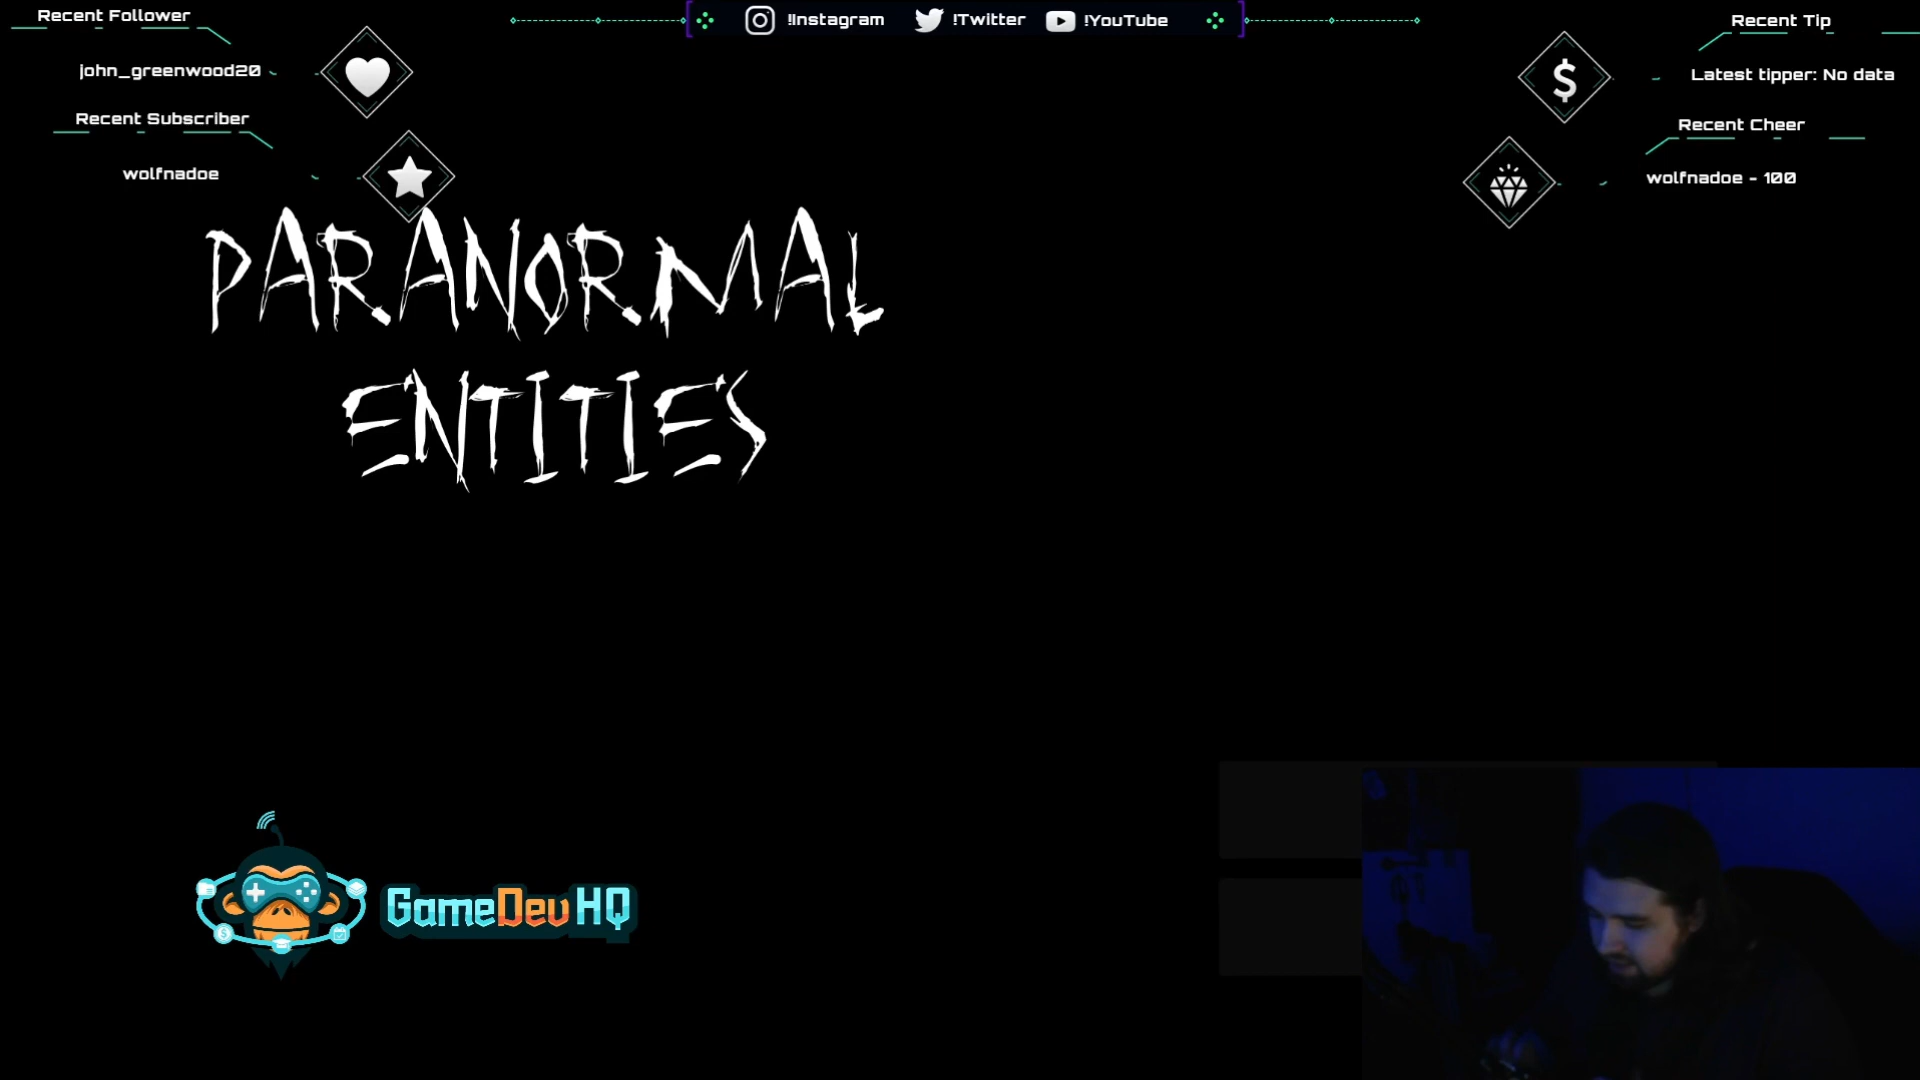 Recent Follower
john_greenwood20
Recent Subscriber
wolfnadoe
!Instagram !Twitter !YouTube
Recent Tip
Latest tipper: No data
Recent Cheer
wolfnadoe - 100
PARANORMAL
ENTITIES
GameDevHQ